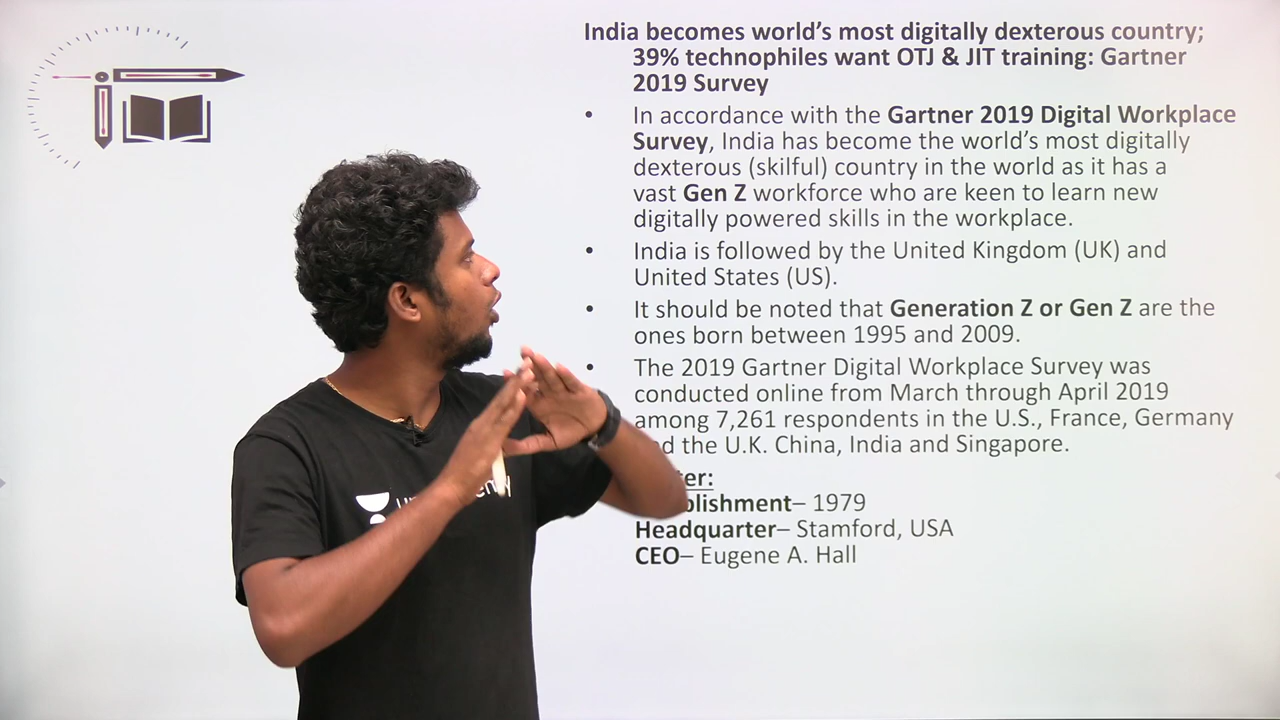 India becomes world's most digitally dexterous country;
39% technophiles want OTJ & JIT training: Gartner
2019 Survey
• In accordance with the Gartner 2019 Digital Workplace
Survey, India has become the world's most digitally
dexterous (skilful) country in the world as it has a
vast Gen Z workforce who are keen to learn new
digitally powered skills in the workplace.
• India is followed by the United Kingdom (UK) and
United States (US).
• It should be noted that Generation Z or Gen Z are the
ones born between 1995 and 2009.
• The 2019 Gartner Digital Workplace Survey was
conducted online from March through April 2019
among 7,261 respondents in the U.S., France, Germany
the U.K. China, India and Singapore.
1979
Headquarter– Stamford, USA
CEO– Eugene A. Hall